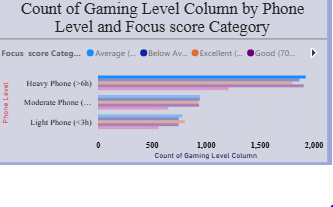 Count of Gaming Level Column by Phone
Level and Focus score Category
Focus score Categ... Average (... Below Av... Excellent (... Good (70...
Phone Level
Heavy Phone (>6h)
Moderate Phone (...
Light Phone (<3h)
0 500 1,000 1,500 2,000
Count of Gaming Level Column